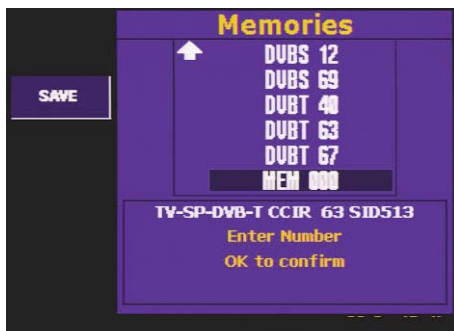 Memories
DVBS 12
DVBS 69
SAVE
DVBT 40
DVBT 63
DVBT 67
MEM 000
TV-SP-DVB-T CCIR 63 SID513
Enter Number
OK to confirm